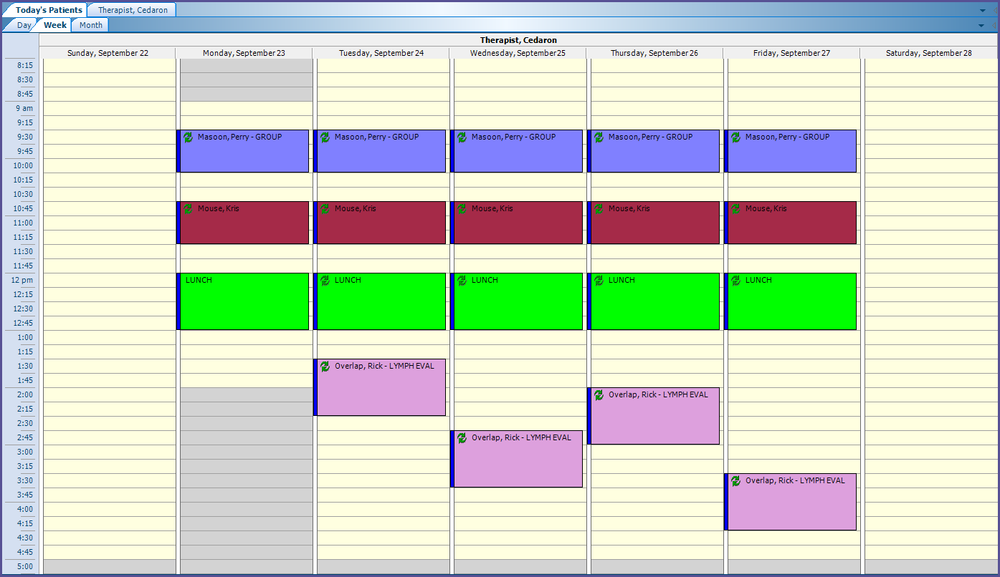 Today's Patients Therapist, Cedaron
Day Week Month
Therapist, Cedaron
Sunday, September 22 Monday, September 23 Tuesday, September 24 Wednesday, September 25 Thursday, September 26 Friday, September 27 Saturday, September 28
8:15
8:30
8:45
9 am
9:15
9:30 Masoon, Perry - GROUP Masoon, Perry - GROUP Masoon, Perry - GROUP Masoon, Perry - GROUP Masoon, Perry - GROUP
9:45
10:00
10:15
10:30
10:45 Mouse, Kris Mouse, Kris Mouse, Kris Mouse, Kris Mouse, Kris
11:00
11:15
11:30
11:45
12 pm LUNCH LUNCH LUNCH LUNCH LUNCH
12:15
12:30
12:45
1:00
1:15
1:30 Overlap, Rick - LYMPH EVAL
1:45
2:00 Overlap, Rick - LYMPH EVAL
2:15
2:30
2:45 Overlap, Rick - LYMPH EVAL
3:00
3:15
3:30 Overlap, Rick - LYMPH EVAL
3:45
4:00
4:15
4:30
4:45
5:00